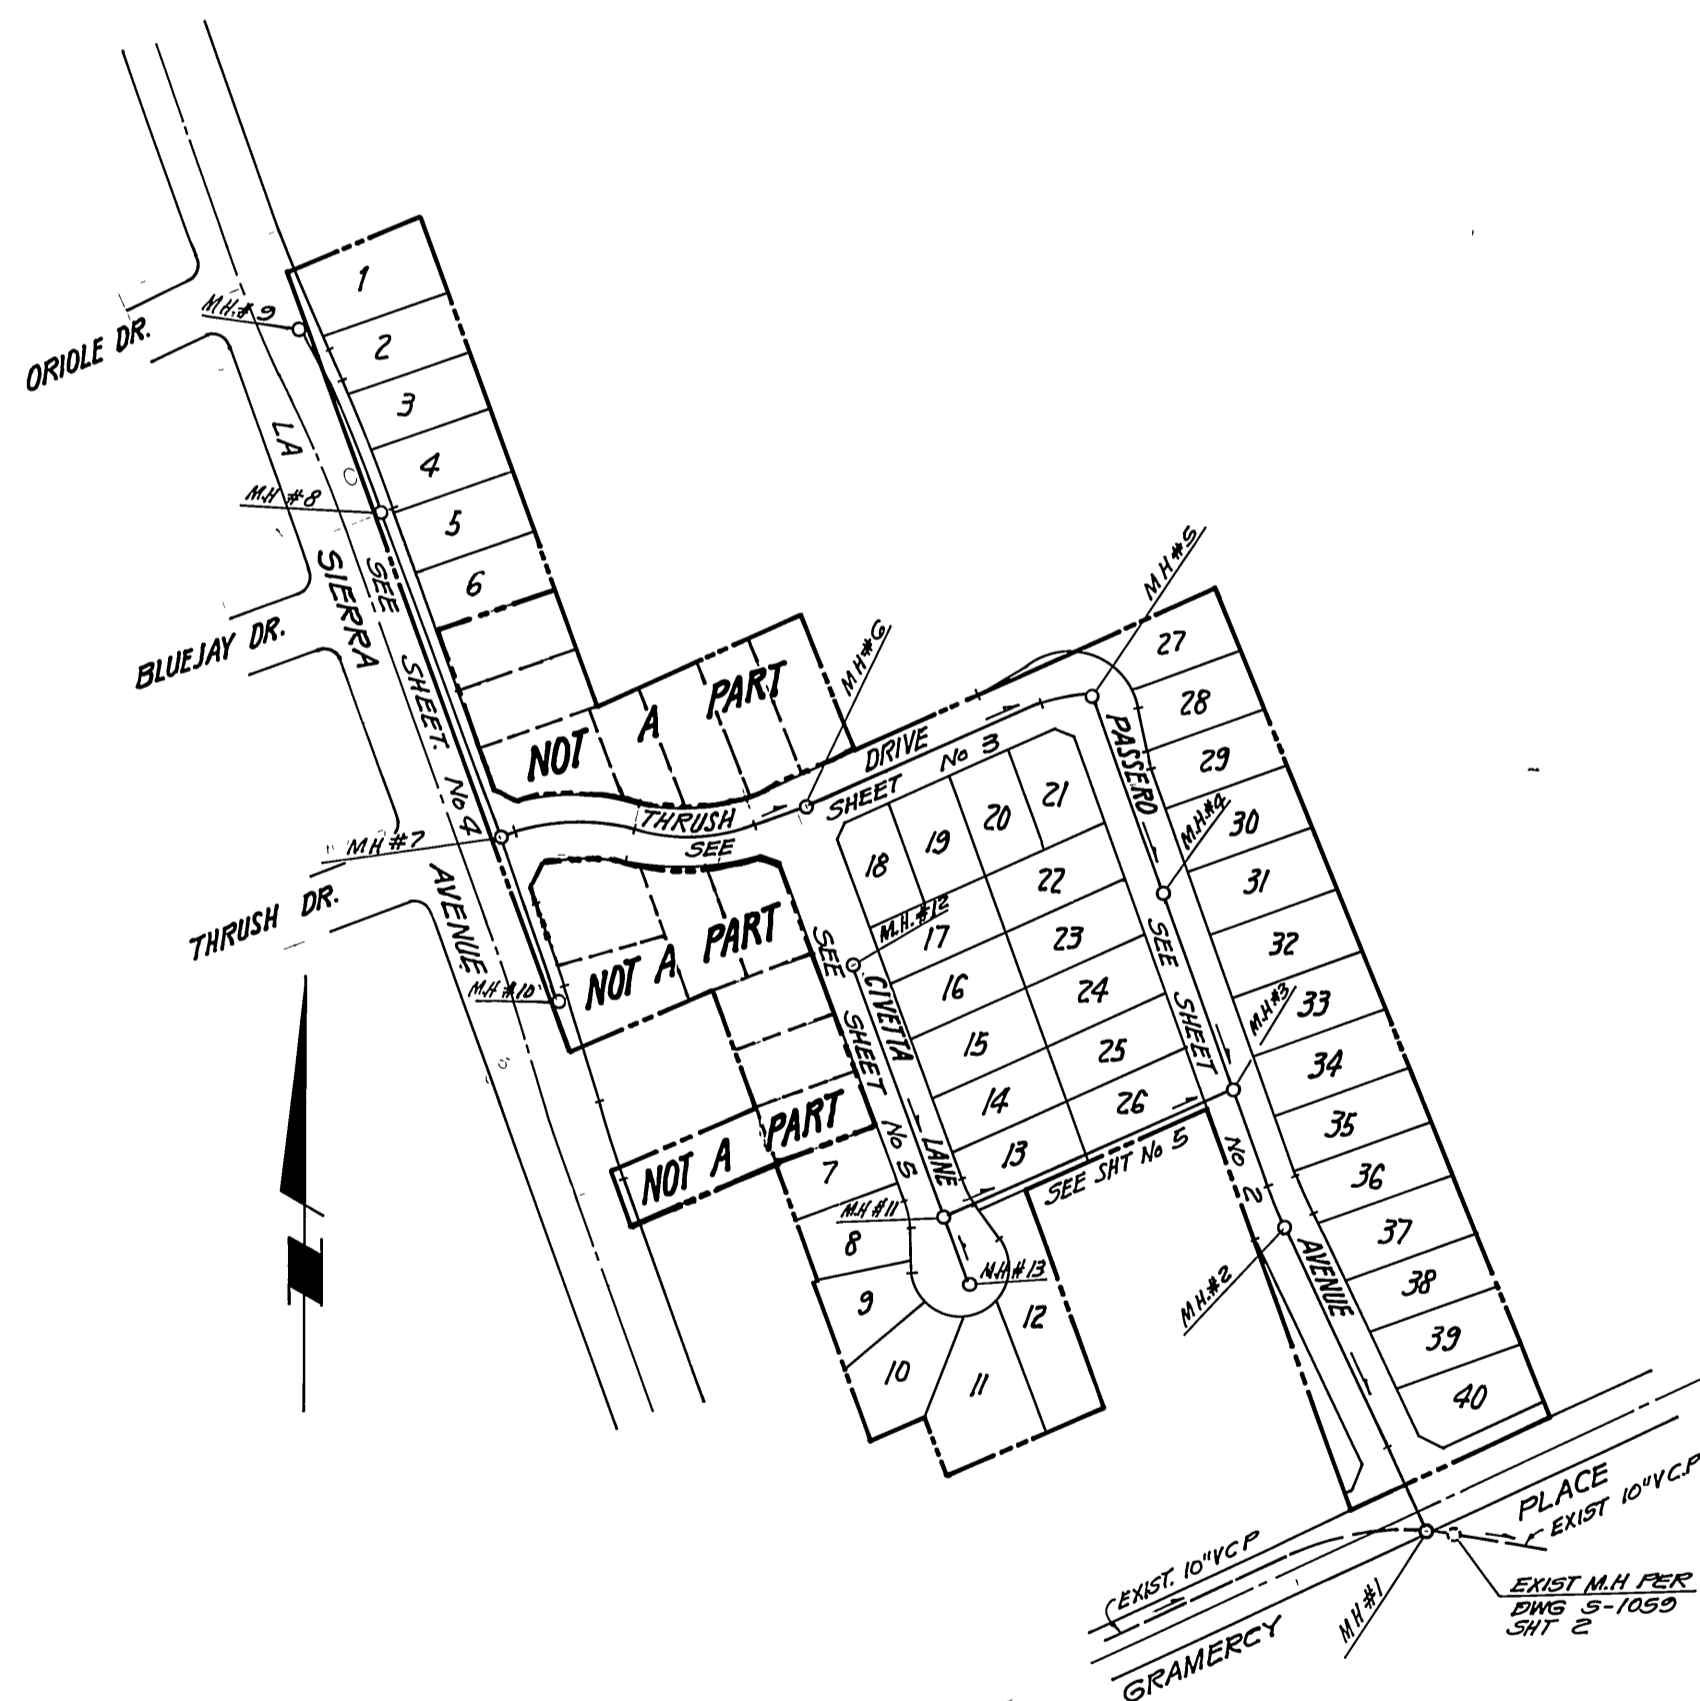 1
M.H.#9
ORIOLE DR.
2
3
LA
4
M.H #8
5
SIERRA
SEE
6
M.H.#5
BLUEJAY DR.
27
M.H.#6
NOT A PART
28
SHEET. No 4
PASSERO
DRIVE
SHEET No 3
29
21
20
19
18
30
THRUSH
SEE
M.H #7
M.H.#4
31
22
AVENUE
THRUSH DR.
M.H.#12
17
23
32
NOT A PART
SEE
SEE SHEET
M.H #10
CIVETTA
16
24
M.H.#3
33
SHEET
15
25
34
14
26
NOT A PART
35
No 5
LANE
13
SEE SHT No 5
No 2
7
36
M.H #11
8
37
M.H #13
AVENUE
M.H.#2
9
12
38
10
11
39
40
PLACE
EXIST 10" V.C.P
EXIST. 10" V C P
EXIST M.H PER
DWG S-1059
SHT 2
M H #1
GRAMERCY